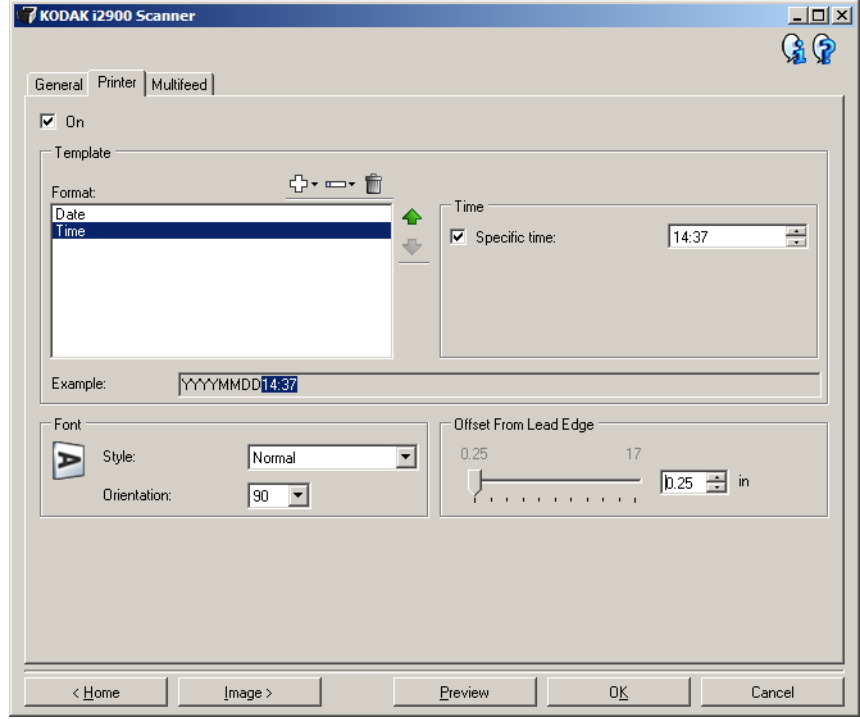 KODAK i2900 Scanner
General Printer Multifeed
On
Template
Format:
Date
Time
Time
Specific time: 14:37
Example: YYYYMMDD14:37
Font
A
Style: Normal
Orientation: 90
Offset From Lead Edge
0.25 17
0.25 in
< Home Image > Preview OK Cancel